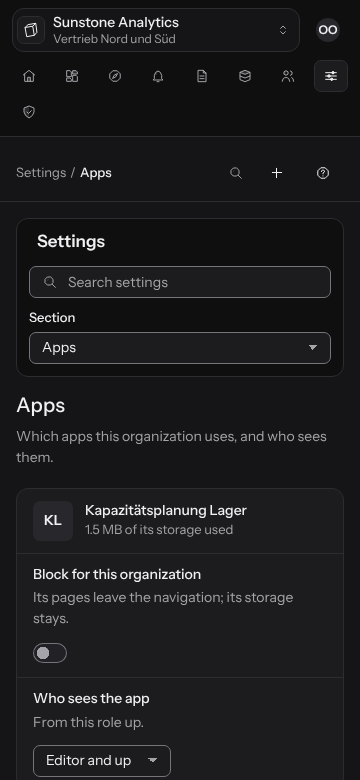 Sunstone Analytics
Vertrieb Nord und Süd
OO
Settings / Apps
Settings
Search settings
Section
Apps
Apps
Which apps this organization uses, and who sees
them.
KL
Kapazitätsplanung Lager
1.5 MB of its storage used
Block for this organization
Its pages leave the navigation; its storage
stays.
Who sees the app
From this role up.
Editor and up